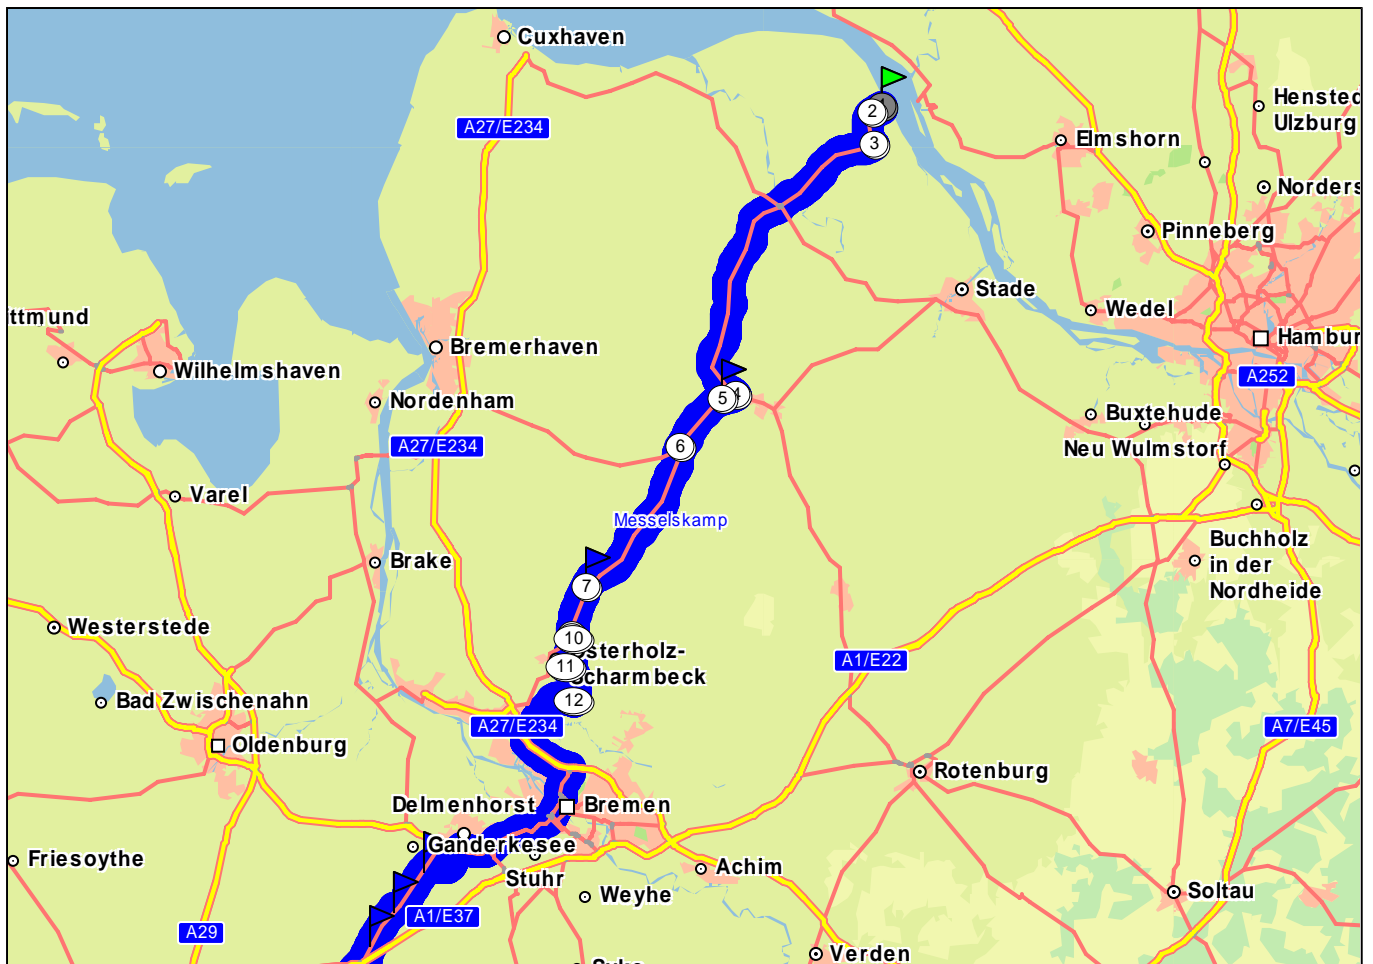 Cuxhaven
2
Hensted
Ulzburg
A27/E234
Elmshorn
3
Norders
Pinneberg
Stade
Wedel
ittmund
Hambur
Bremerhaven
Wilhelmshaven
A252
Nordenham
5
4
Buxtehude
A27/E234
6
Neu Wulmstorf
Varel
Messelskamp
Buchholz
in der
Nordheide
Brake
7
Westerstede
10
sterholz-
11
charmbeck
A1/E22
Bad Zwischenahn
12
A27/E234
A7/E45
Oldenburg
Rotenburg
Delmenhorst
Bremen
Ganderkesee
Friesoythe
Achim
Stuhr
Weyhe
Soltau
A1/E37
A29
Verden